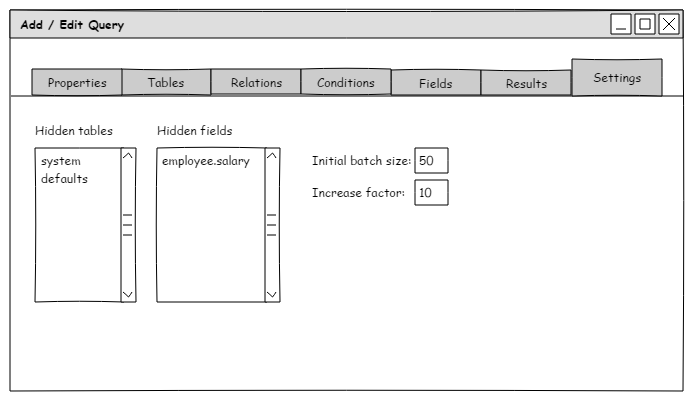 Add / Edit Query
Properties Tables Relations Conditions Fields Results Settings
Hidden tables Hidden fields
system employee.salary Initial batch size: 50
defaults
Increase factor: 10